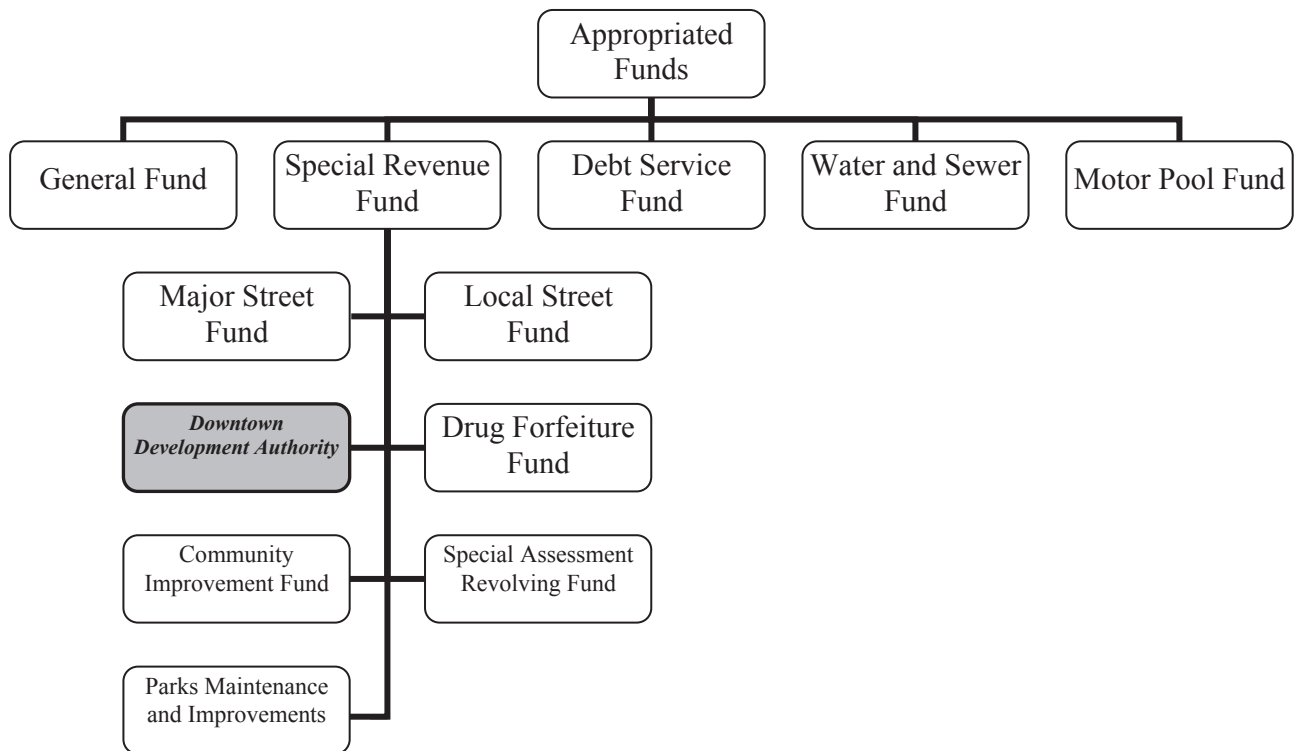 Appropriated
Funds
General Fund
Special Revenue
Fund
Debt Service
Fund
Water and Sewer
Fund
Motor Pool Fund
Major Street
Fund
Local Street
Fund
Downtown
Development Authority
Drug Forfeiture
Fund
Community
Improvement Fund
Special Assessment
Revolving Fund
Parks Maintenance
and Improvements